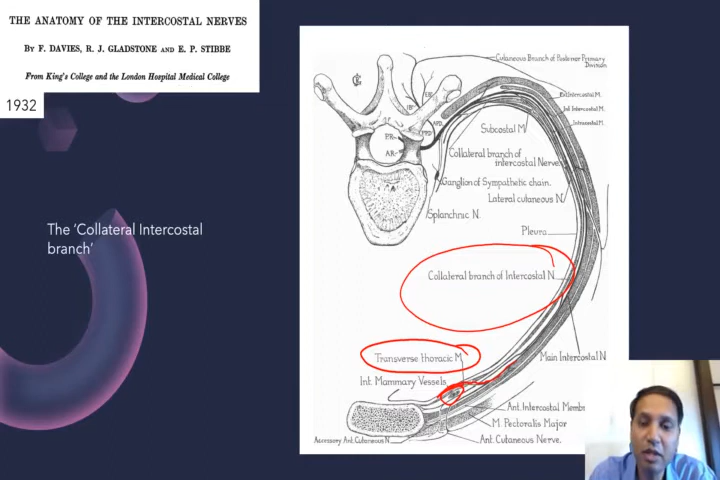 THE ANATOMY OF THE INTERCOSTAL NERVES
BY F. DAVIES, R. J. GLADSTONE AND E. P. STIBBE
From King's College and the London Hospital Medical College
1932
The 'Collateral Intercostal
branch'
Cutaneous Branch of Posterior Primary
Division
Ext Intercostal M.
Int Intercostal M.
Intracostal M.
Subcostal M
P.R.
A.R.
Collateral branch of
intercostal Nerve
Ganglion of Sympathetic chain.
Lateral cutaneous N
Splanchnic N.
Pleura
Collateral branch of Intercostal N
Transverse thoracic M
Main Intercostal N
Int. Mammary Vessels
Ant. Intercostal Membr
M. Pectoralis Major
Accessory Ant. Cutaneous N
Ant. Cutaneous Nerve.